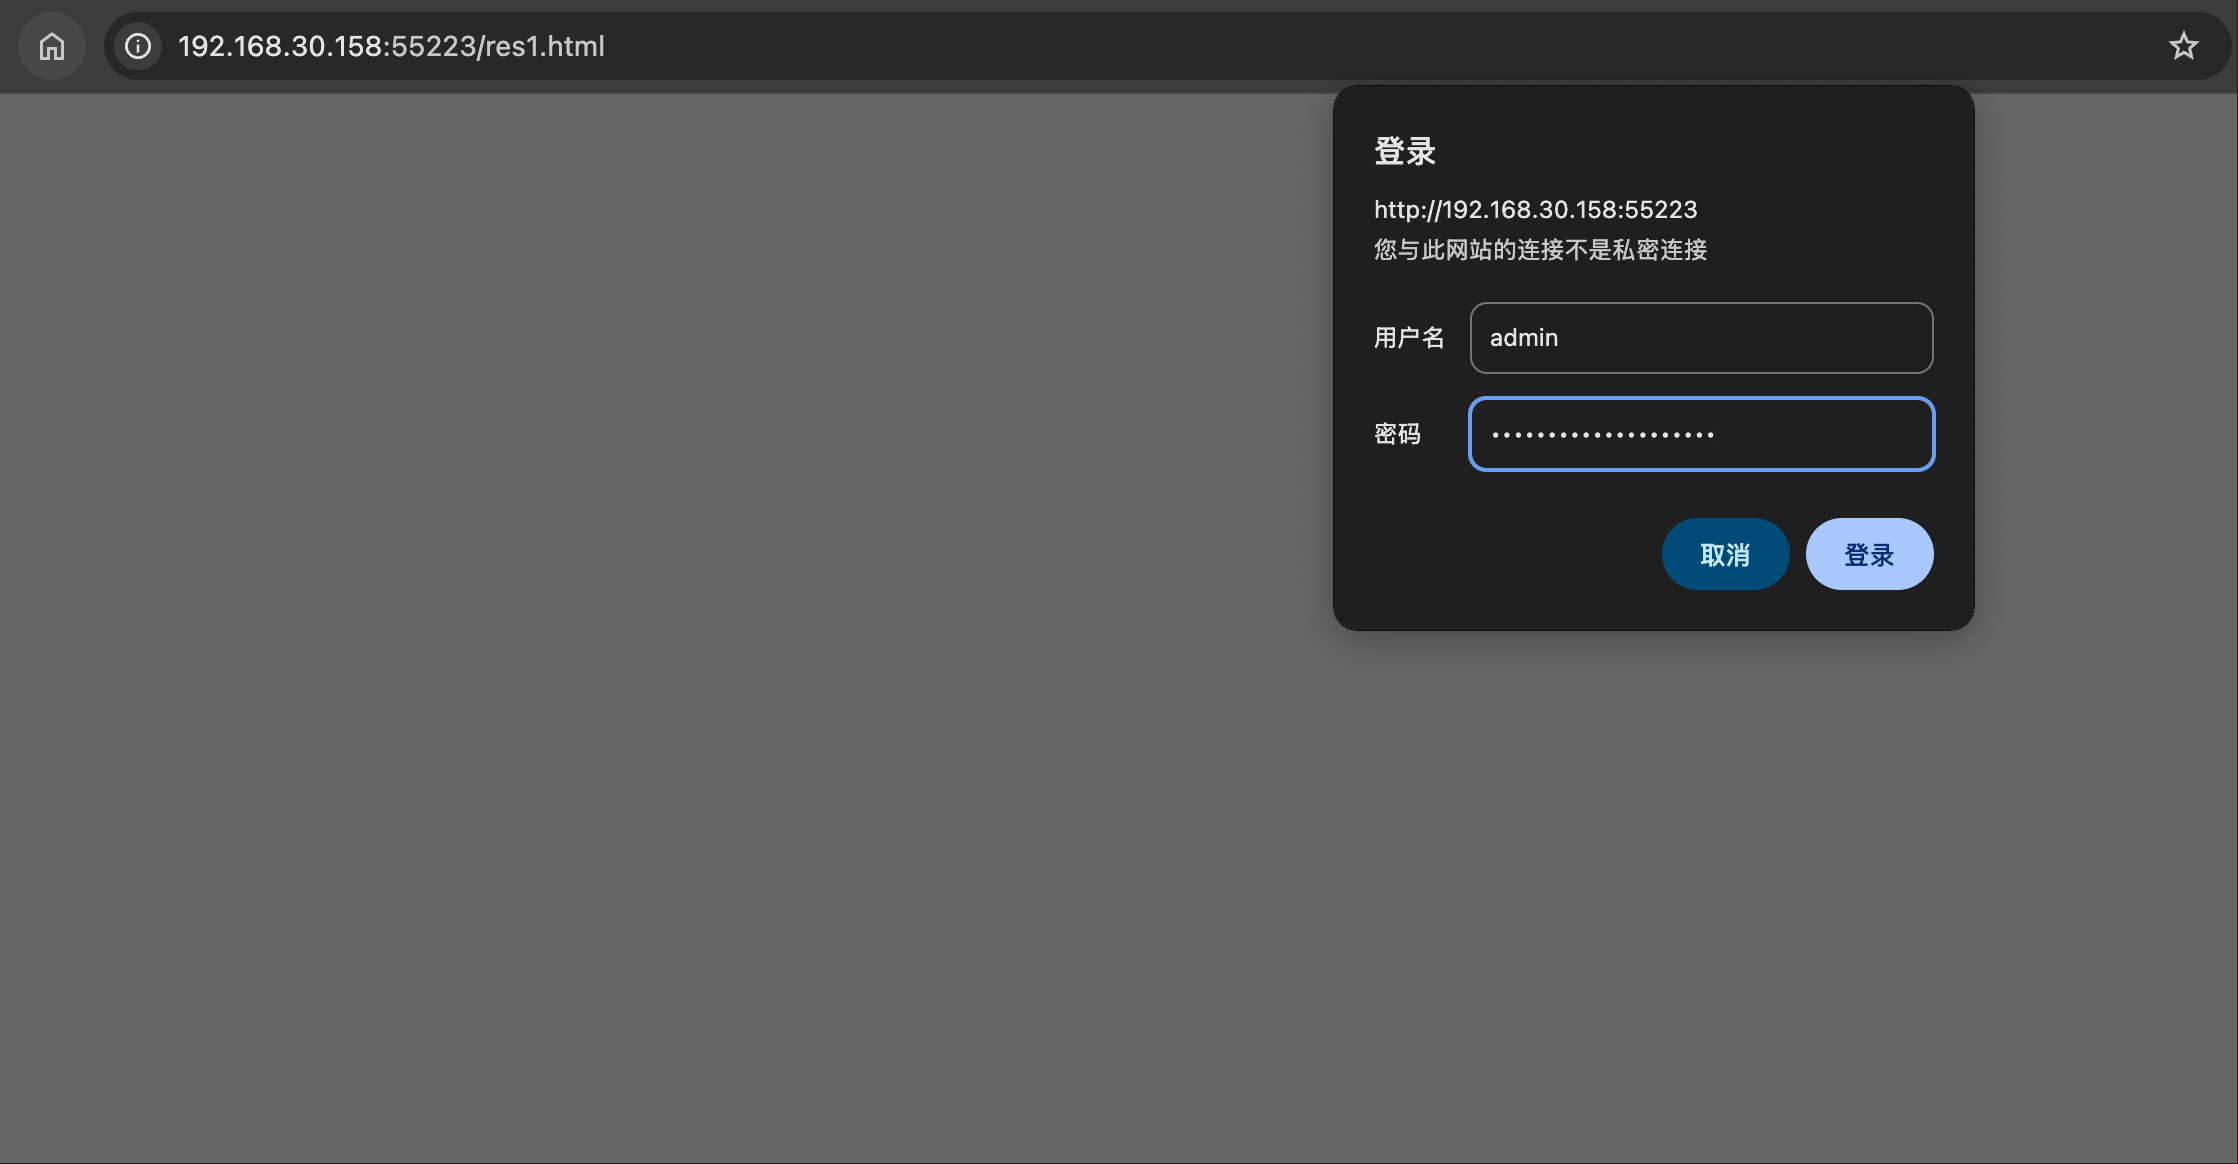 192.168.30.158:55223/res1.html
登录
http://192.168.30.158:55223
您与此网站的连接不是私密连接
用户名 admin
密码 ••••••••••••••••••••
取消 登录